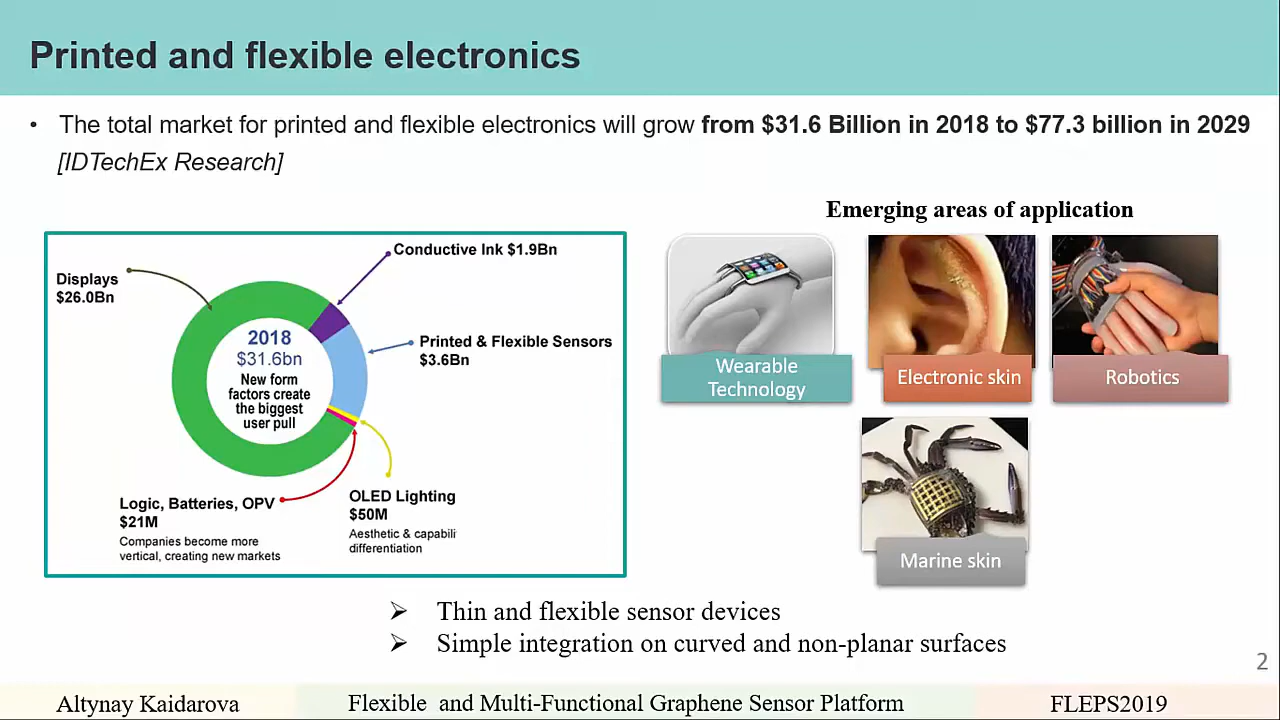 Printed and flexible electronics
• The total market for printed and flexible electronics will grow from $31.6 Billion in 2018 to $77.3 billion in 2029
[IDTechEx Research]
Emerging areas of application
Conductive Ink $1.9Bn
Displays
$26.0Bn
2018
$31.6bn
New form
factors create
the biggest
user pull
Printed & Flexible Sensors
$3.6Bn
Logic, Batteries, OPV
$21M
Companies become more
vertical, creating new markets
OLED Lighting
$50M
Aesthetic & capabili
differentiation
Wearable
Technology
Electronic skin
Robotics
Marine skin
➢ Thin and flexible sensor devices
➢ Simple integration on curved and non-planar surfaces
2
Altynay Kaidarova
Flexible and Multi-Functional Graphene Sensor Platform
FLEPS2019